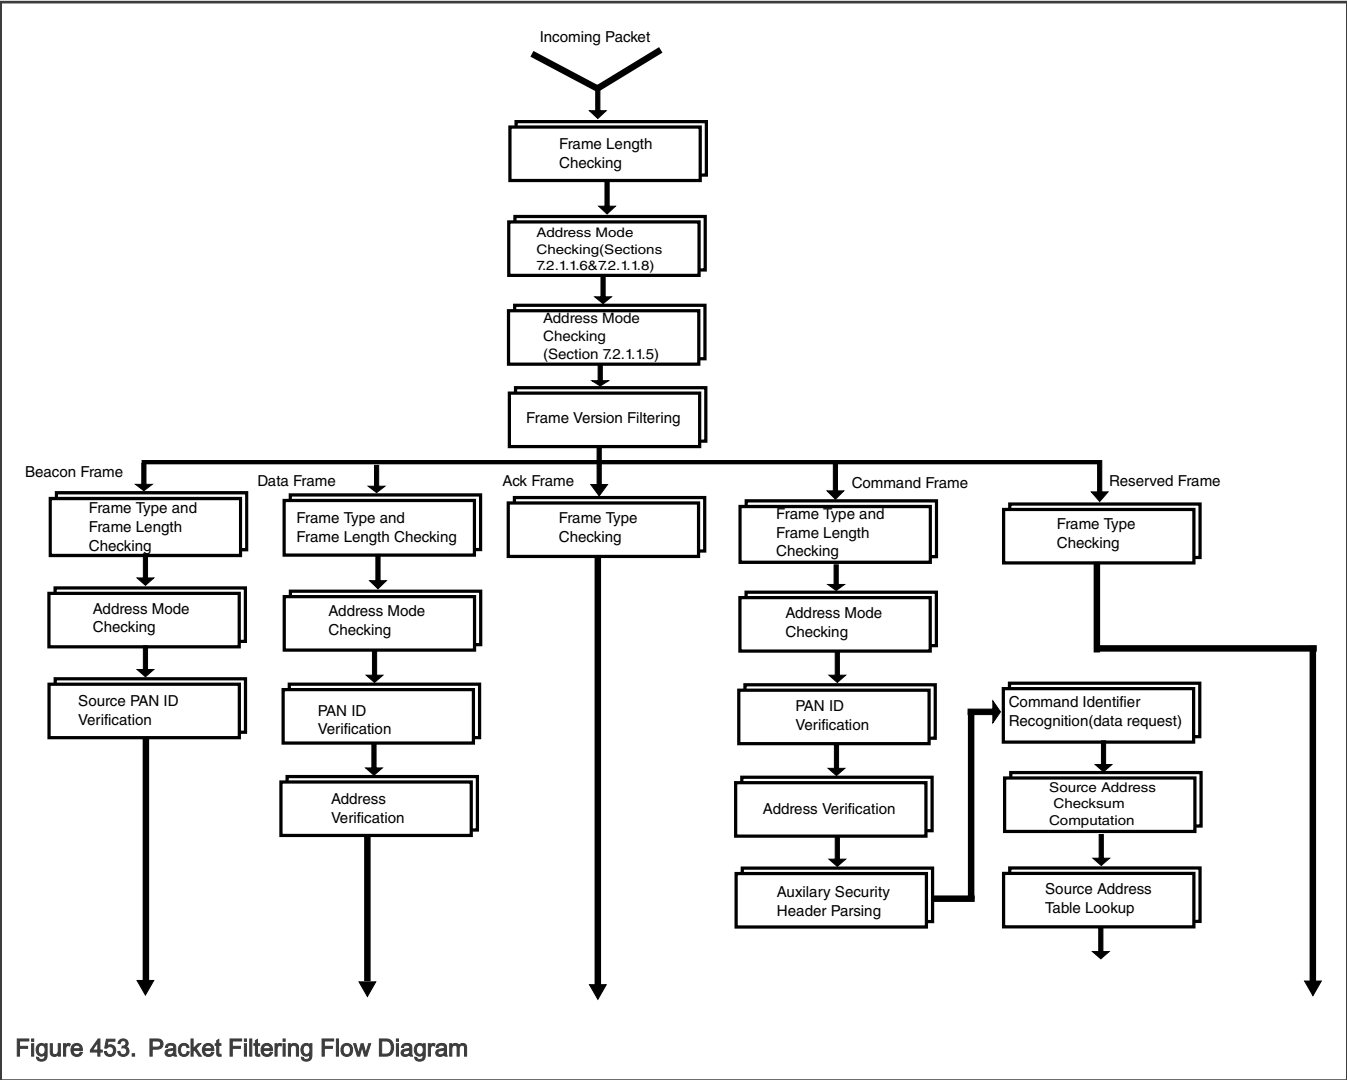 Incoming Packet
Frame Length
Checking
Address Mode
Checking(Sections
7.2.1.1.6&7.2.1.1.8)
Address Mode
Checking
(Section 7.2.1.1.5)
Frame Version Filtering
Beacon Frame
Frame Type and
Frame Length
Checking
Address Mode
Checking
Source PAN ID
Verification
Data Frame
Frame Type and
Frame Length Checking
Address Mode
Checking
PAN ID
Verification
Address
Verification
Ack Frame
Frame Type
Checking
Command Frame
Frame Type and
Frame Length
Checking
Address Mode
Checking
PAN ID
Verification
Address Verification
Auxilary Security
Header Parsing
Reserved Frame
Frame Type
Checking
Command Identifier
Recognition(data request)
Source Address
Checksum
Computation
Source Address
Table Lookup
Figure 453. Packet Filtering Flow Diagram